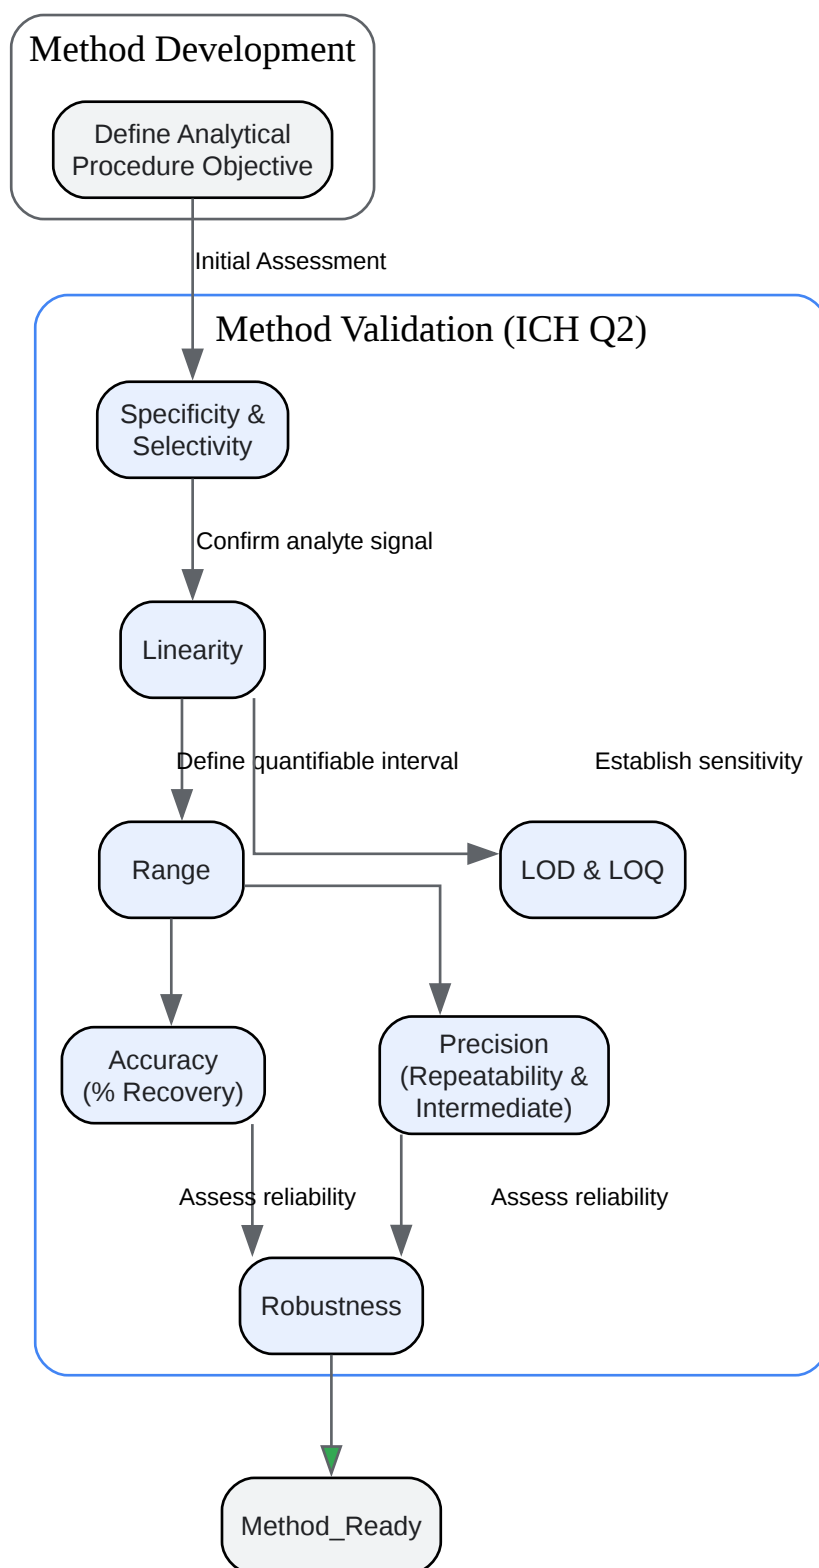 Method Development
Define Analytical
Procedure Objective
Initial Assessment
Method Validation (ICH Q2)
Specificity &
Selectivity
Confirm analyte signal
Linearity
Define quantifiable interval
Establish sensitivity
Range
LOD & LOQ
Accuracy
(% Recovery)
Precision
(Repeatability &
Intermediate)
Assess reliability
Assess reliability
Robustness
Method_Ready